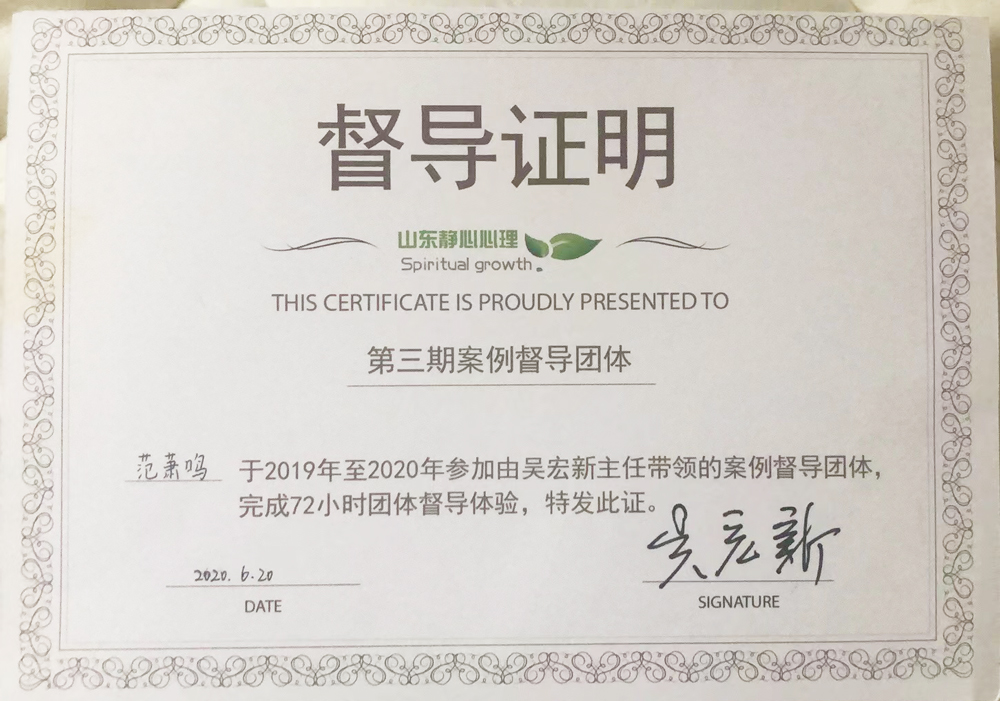 督导证明
山东静心心理
Spiritual growth.
THIS CERTIFICATE IS PROUDLY PRESENTED TO
第三期案例督导团体
范萧鸣 于2019年至2020年参加由吴宏新主任带领的案例督导团体，
完成72小时团体督导体验，特发此证。
吴宏新
2020.6.20
DATE
SIGNATURE